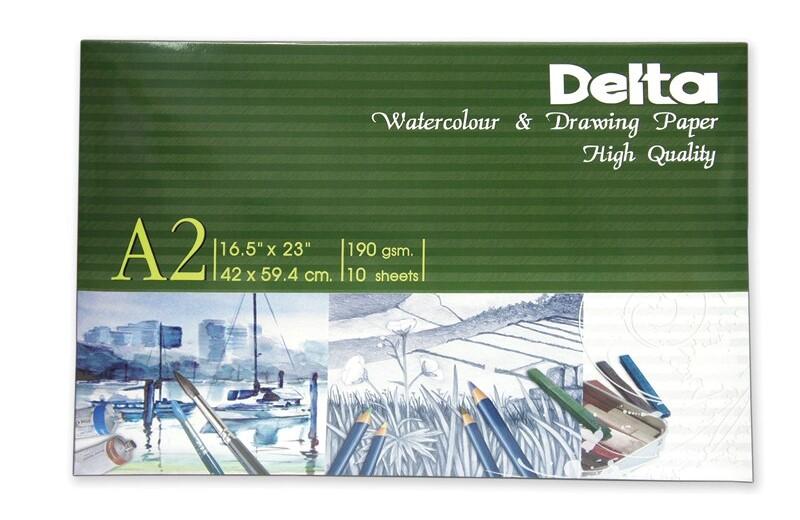 Delta
Watercolour & Drawing Paper
High Quality
A2
16.5" x 23"
42 x 59.4 cm.
190 gsm.
10 sheets